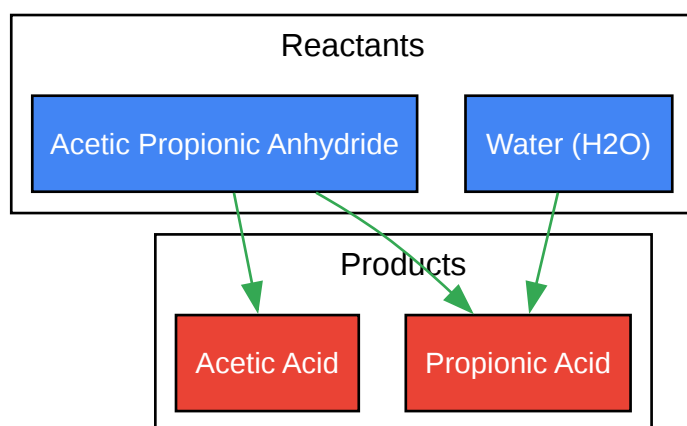 Reactants
Acetic Propionic Anhydride
Water (H2O)
Products
Acetic Acid
Propionic Acid